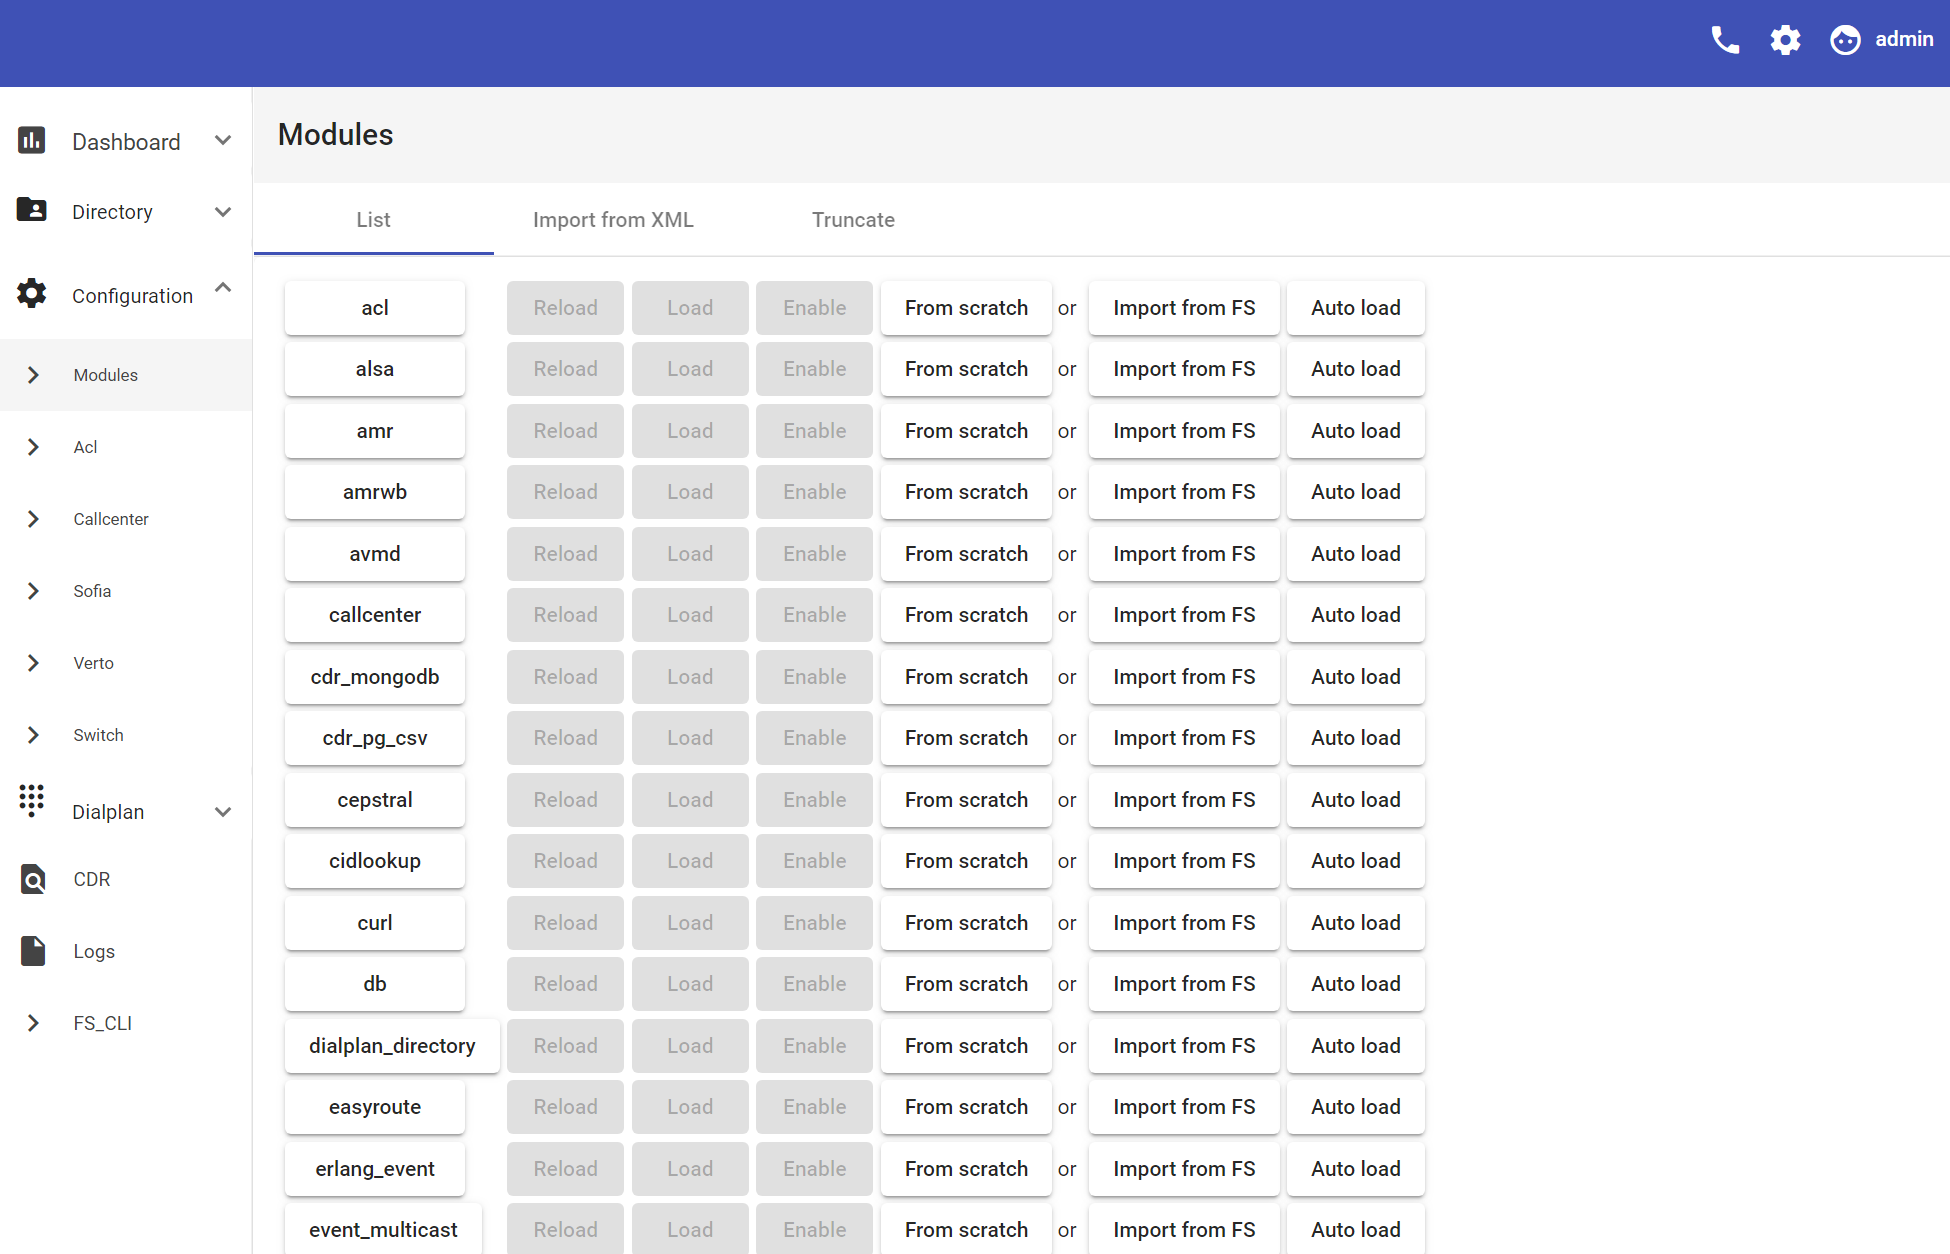 admin
Dashboard
Directory
Configuration
Modules
Acl
Callcenter
Sofia
Verto
Switch
Dialplan
CDR
Logs
FS_CLI
Modules
List Import from XML Truncate
acl Reload Load Enable From scratch or Import from FS Auto load
alsa Reload Load Enable From scratch or Import from FS Auto load
amr Reload Load Enable From scratch or Import from FS Auto load
amrwb Reload Load Enable From scratch or Import from FS Auto load
avmd Reload Load Enable From scratch or Import from FS Auto load
callcenter Reload Load Enable From scratch or Import from FS Auto load
cdr_mongodb Reload Load Enable From scratch or Import from FS Auto load
cdr_pg_csv Reload Load Enable From scratch or Import from FS Auto load
cepstral Reload Load Enable From scratch or Import from FS Auto load
cidlookup Reload Load Enable From scratch or Import from FS Auto load
curl Reload Load Enable From scratch or Import from FS Auto load
db Reload Load Enable From scratch or Import from FS Auto load
dialplan_directory Reload Load Enable From scratch or Import from FS Auto load
easyroute Reload Load Enable From scratch or Import from FS Auto load
erlang_event Reload Load Enable From scratch or Import from FS Auto load
event_multicast Reload Load Enable From scratch or Import from FS Auto load